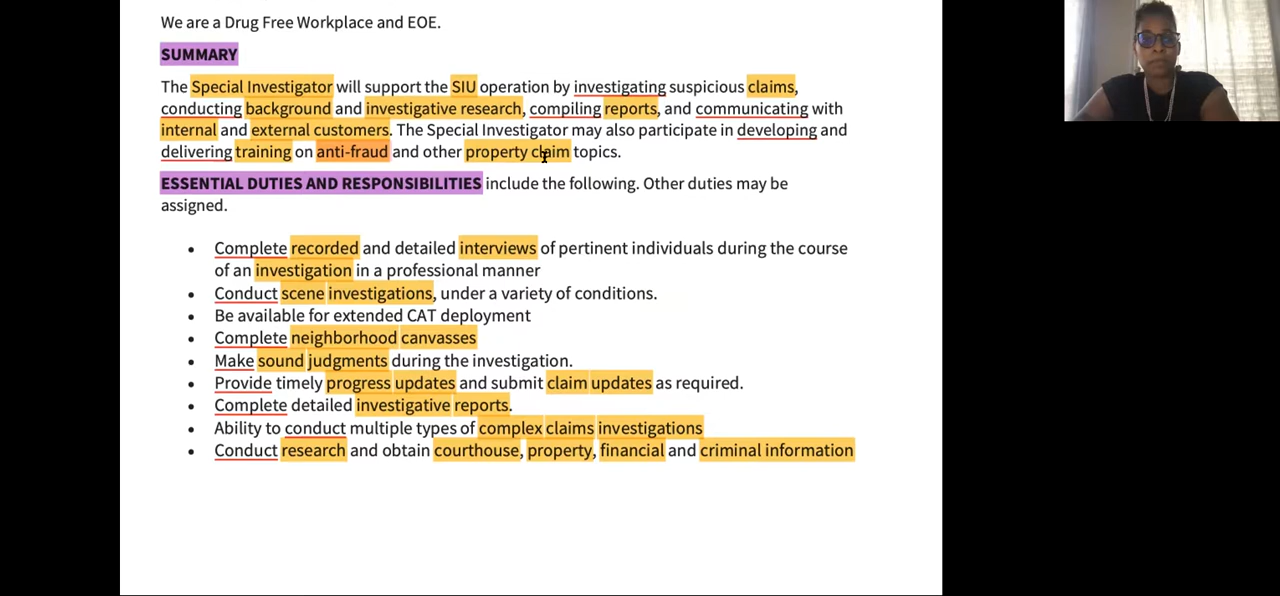 We are a Drug Free Workplace and EOE.
SUMMARY
The Special Investigator will support the SIU operation by investigating suspicious claims,
conducting background and investigative research, compiling reports, and communicating with
internal and external customers. The Special Investigator may also participate in developing and
delivering training on anti-fraud and other property claim topics.
ESSENTIAL DUTIES AND RESPONSIBILITIES include the following. Other duties may be
assigned.
• Complete recorded and detailed interviews of pertinent individuals during the course
of an investigation in a professional manner
• Conduct scene investigations, under a variety of conditions.
• Be available for extended CAT deployment
• Complete neighborhood canvasses
• Make sound judgments during the investigation.
• Provide timely progress updates and submit claim updates as required.
• Complete detailed investigative reports.
• Ability to conduct multiple types of complex claims investigations
• Conduct research and obtain courthouse, property, financial and criminal information